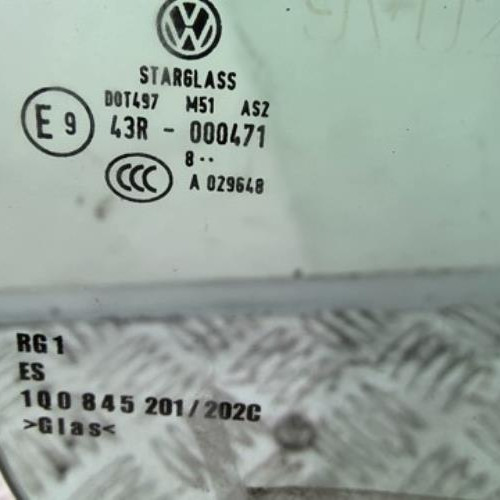 STARGLASS
DOT497 M51 AS2
E 9 43R - 000471
8··
CCC A 029648
RG1
ES
1Q0 845 201/202C
>Glas<